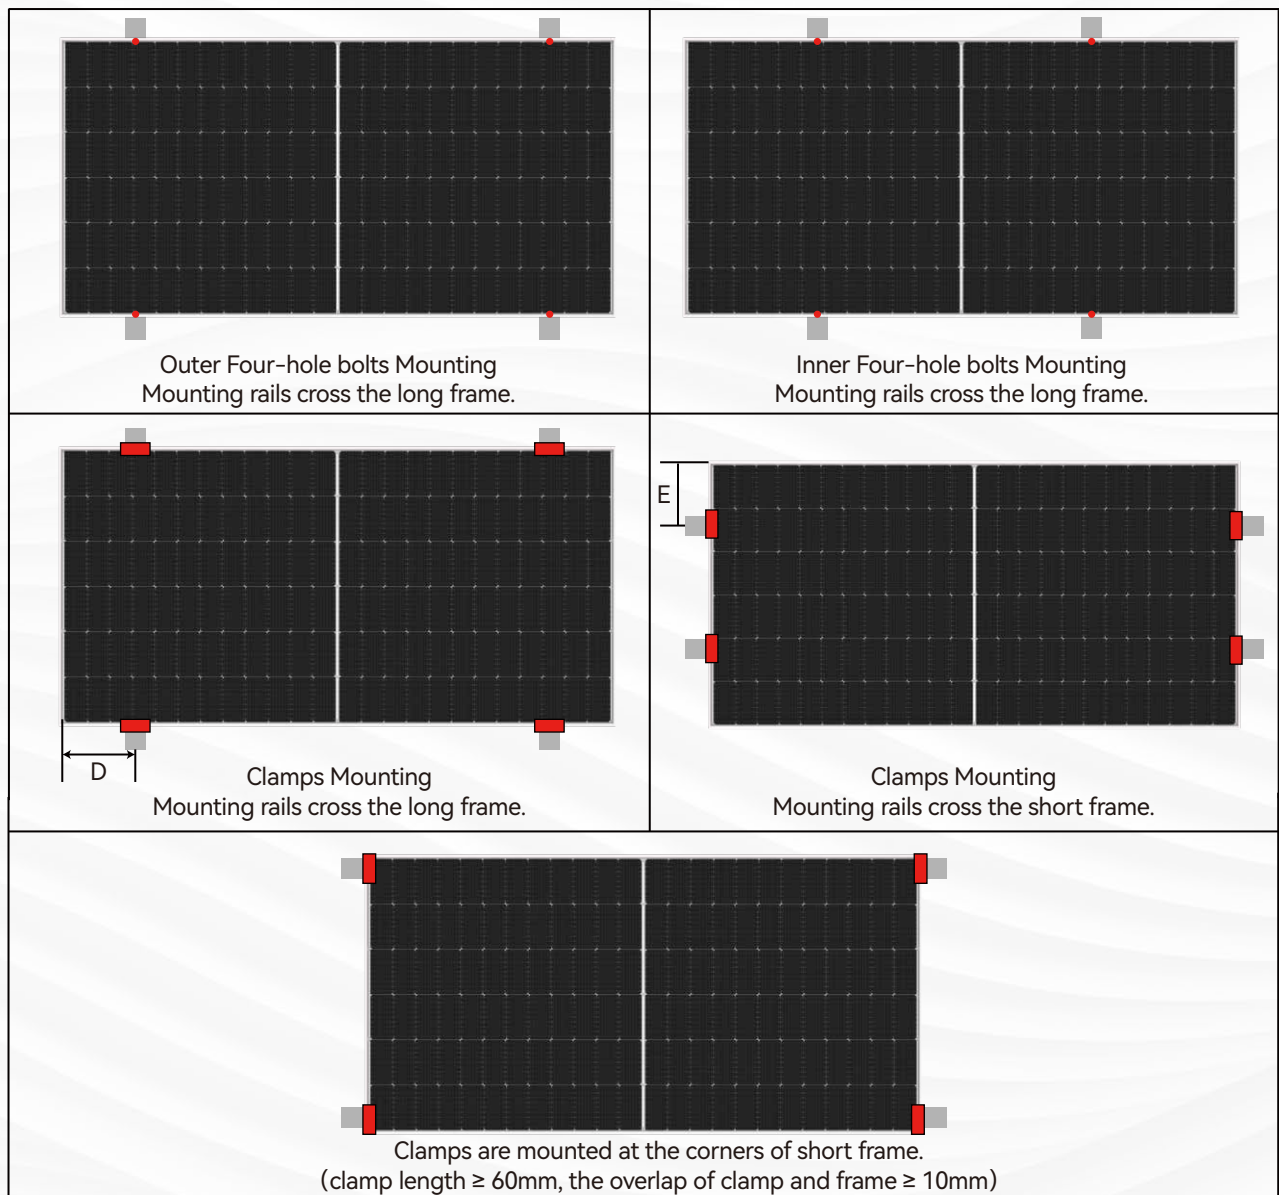 Outer Four-hole bolts Mounting
Mounting rails cross the long frame.
Inner Four-hole bolts Mounting
Mounting rails cross the long frame.
D
Clamps Mounting
Mounting rails cross the long frame.
E
Clamps Mounting
Mounting rails cross the short frame.
Clamps are mounted at the corners of short frame.
(clamp length ≥ 60mm, the overlap of clamp and frame ≥ 10mm)